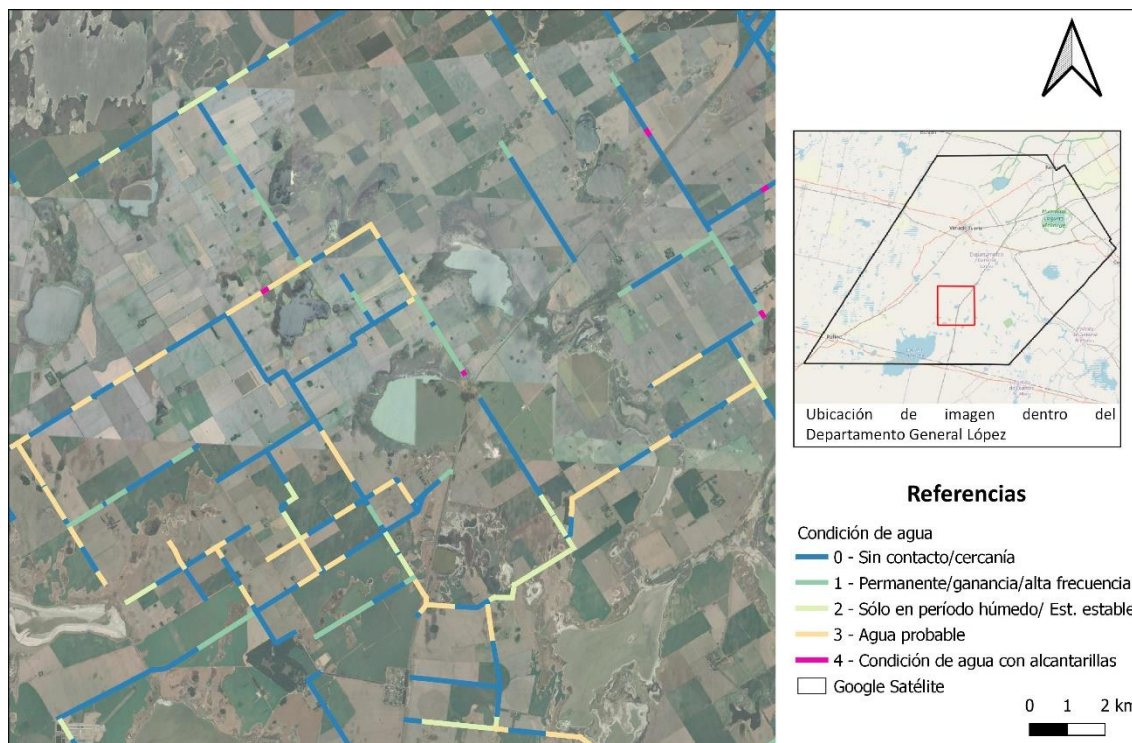 Ubicación de imagen dentro del
Departamento General López
Referencias
Condición de agua
0 - Sin contacto/cercanía
1 - Permanente/ganancia/alta frecuencia
2 - Sólo en período húmedo/ Est. estable
3 - Agua probable
4 - Condición de agua con alcantarillas
Google Satélite
0 1 2 km